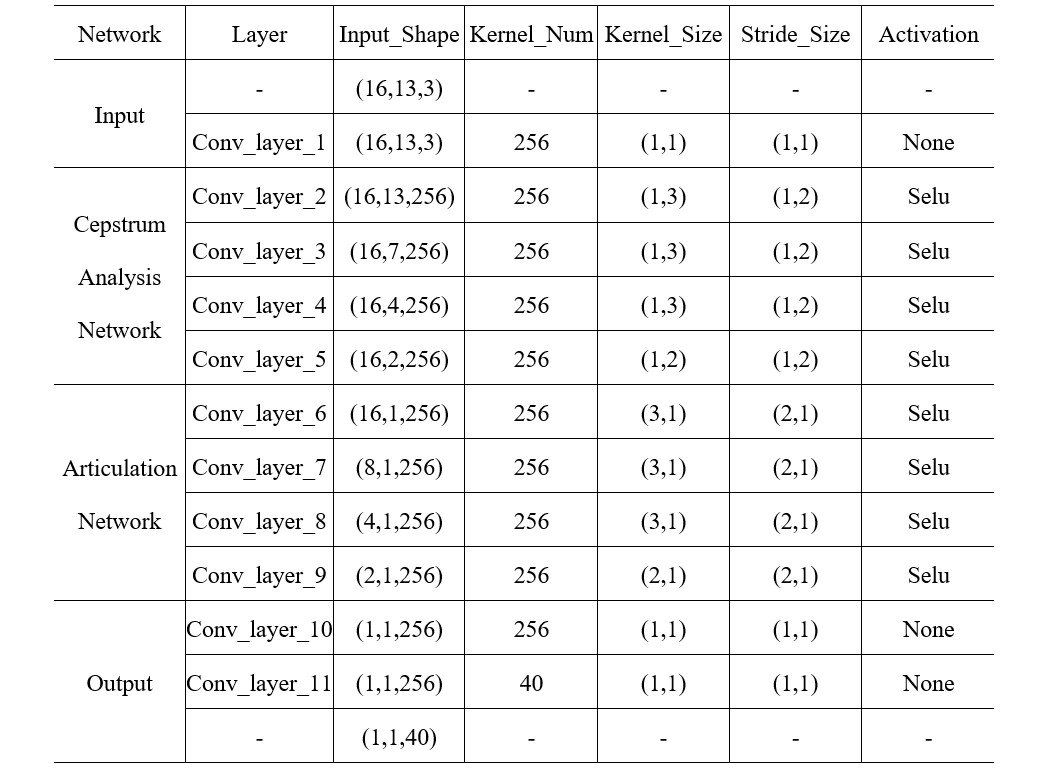 Network Layer Input_Shape Kernel_Num Kernel_Size Stride_Size Activation
Input
- (16,13,3) - - - -
Conv_layer_1 (16,13,3) 256 (1,1) (1,1) None
Cepstrum
Analysis
Network
Conv_layer_2 (16,13,256) 256 (1,3) (1,2) Selu
Conv_layer_3 (16,7,256) 256 (1,3) (1,2) Selu
Conv_layer_4 (16,4,256) 256 (1,3) (1,2) Selu
Conv_layer_5 (16,2,256) 256 (1,2) (1,2) Selu
Articulation
Network
Conv_layer_6 (16,1,256) 256 (3,1) (2,1) Selu
Conv_layer_7 (8,1,256) 256 (3,1) (2,1) Selu
Conv_layer_8 (4,1,256) 256 (3,1) (2,1) Selu
Conv_layer_9 (2,1,256) 256 (2,1) (2,1) Selu
Output
Conv_layer_10 (1,1,256) 256 (1,1) (1,1) None
Conv_layer_11 (1,1,256) 40 (1,1) (1,1) None
- (1,1,40) - - - -